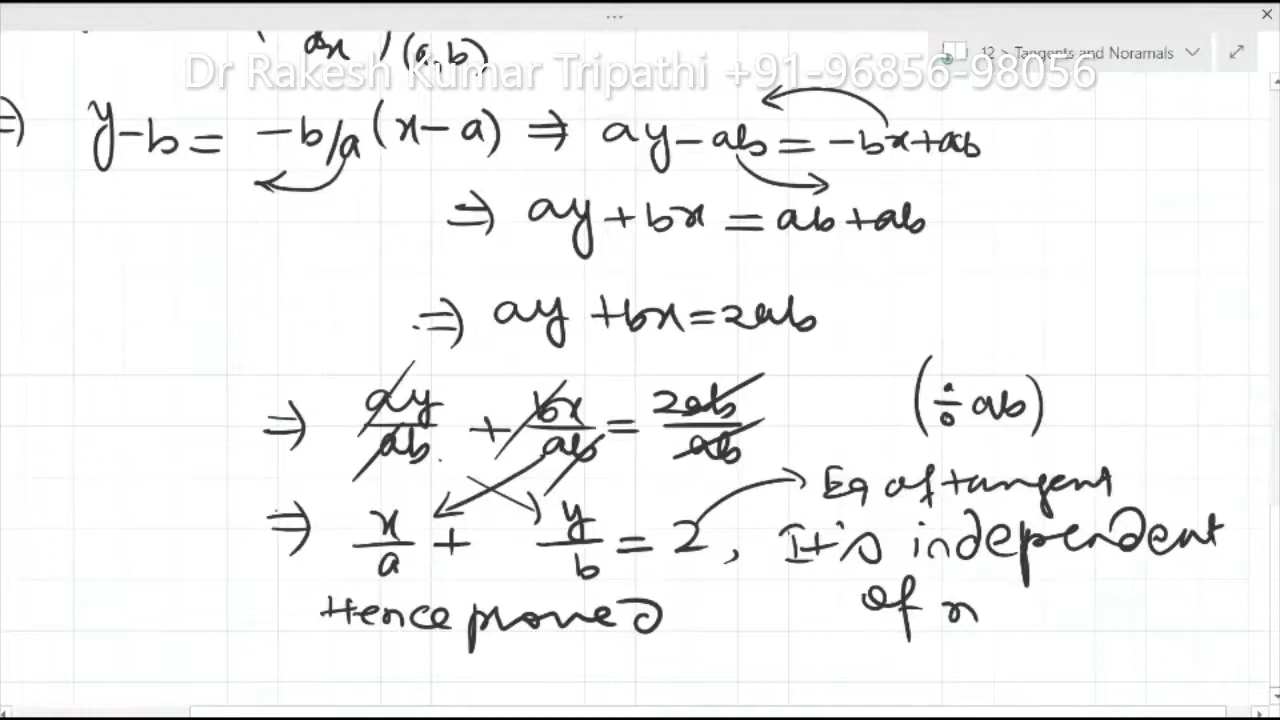 dx /(a,b)
12 > Tangents and Noramals
Dr Rakesh Kumar Tripathi +91-96856-98056
⇒ y-b = -b/a (x-a) ⇒ ay-ab = -bx+ab
⇒ ay+bx = ab+ab
⇒ ay +bx=2ab
⇒ ay/ab + bx/ab = 2ab/ab (÷ab)
→ Eq of tangent
⇒ x/a + y/b = 2, It's independent
of n
Hence proved